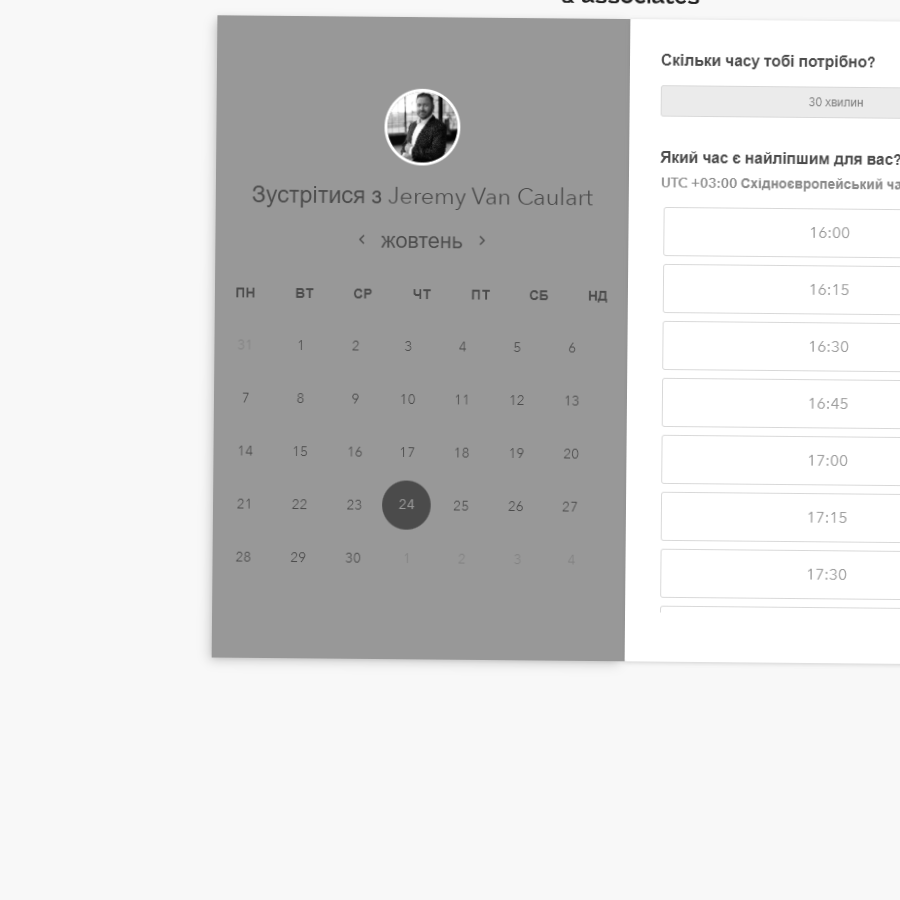 & associates
Зустрітися з Jeremy Van Caulart
жовтень
ПН ВТ СР ЧТ ПТ СБ НД
31 1 2 3 4 5 6
7 8 9 10 11 12 13
14 15 16 17 18 19 20
21 22 23 24 25 26 27
28 29 30 1 2 3 4
Скільки часу тобі потрібно?
30 хвилин
Який час є найліпшим для вас?
UTC +03:00 Східноєвропейський ча
16:00
16:15
16:30
16:45
17:00
17:15
17:30